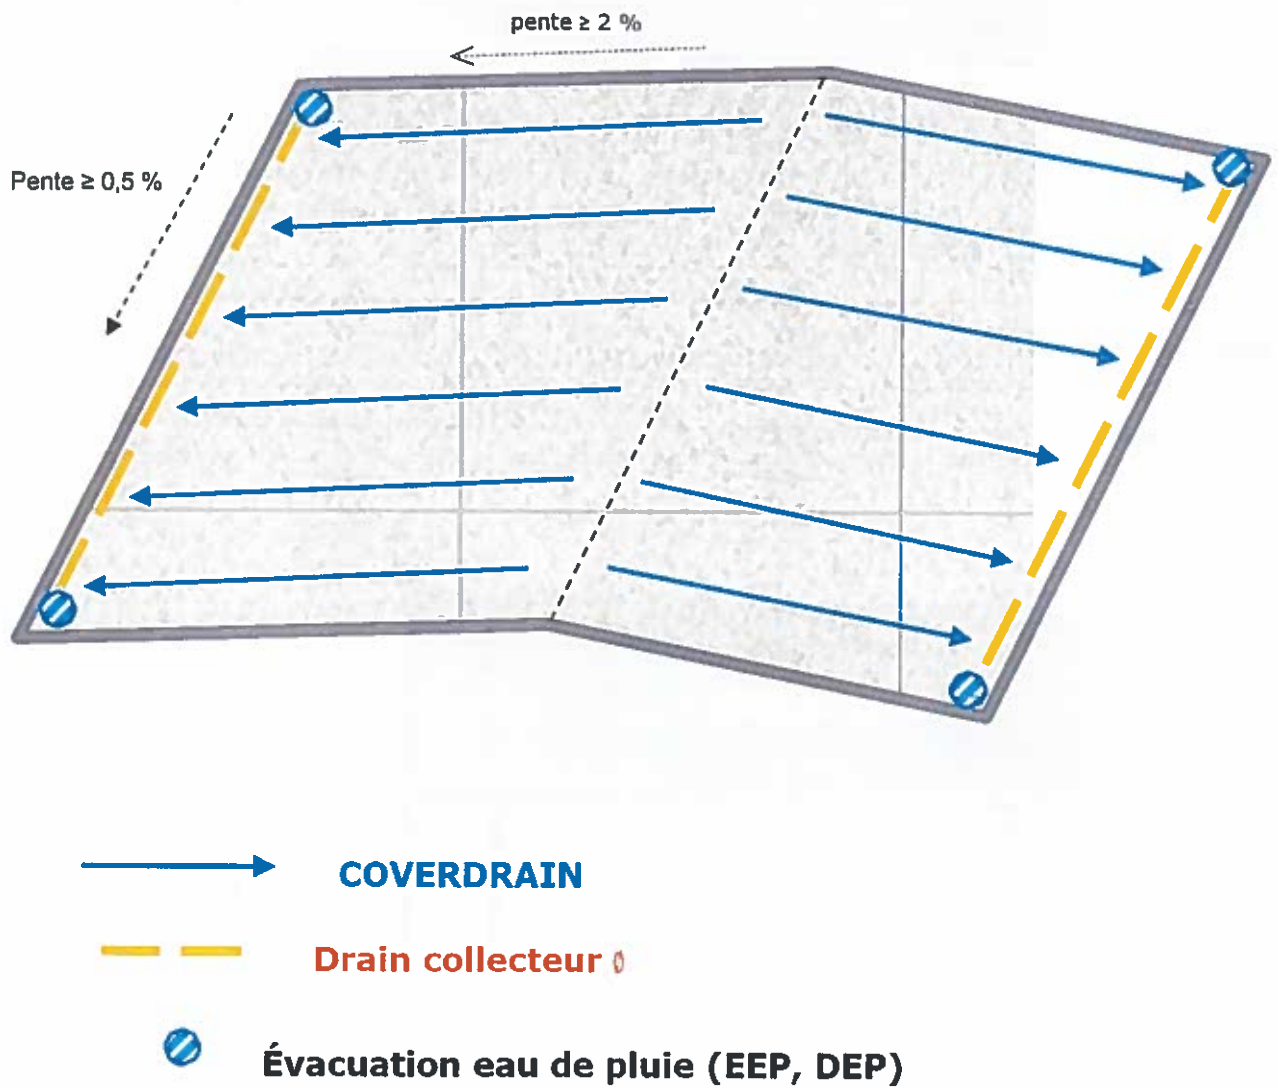 pente ≥ 2 %
Pente ≥ 0,5 %
COVERDRAIN
Drain collecteur
Évacuation eau de pluie (EEP, DEP)